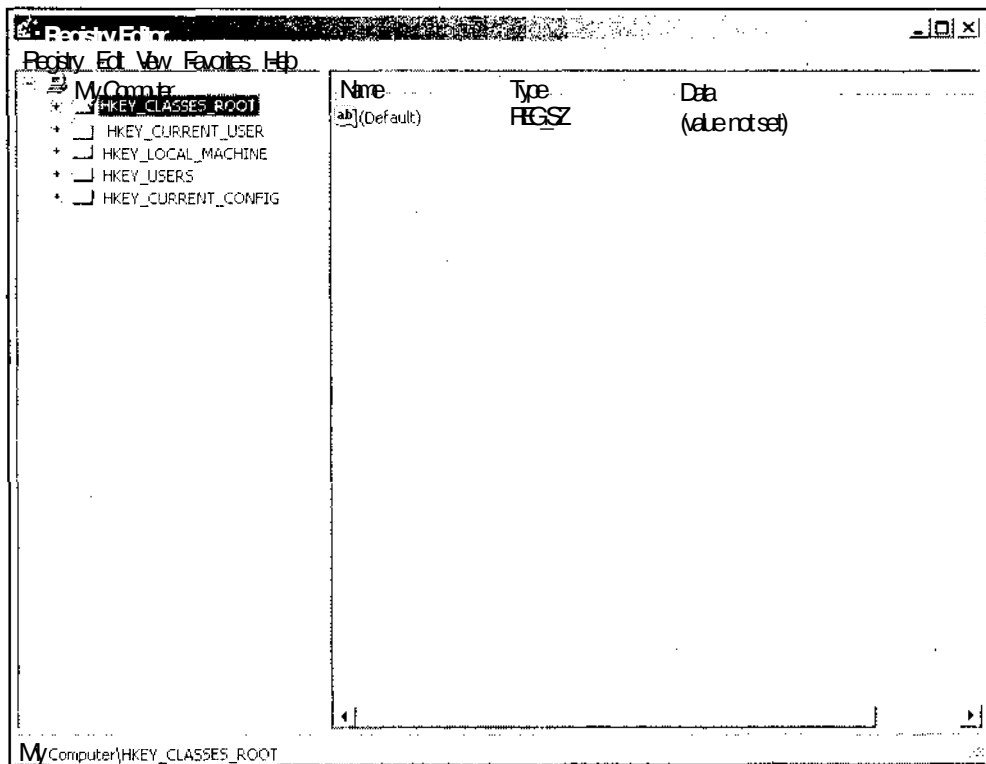 Registry Editor
Registry Edit View Favorites Help
My Computer
HKEY_CLASSES_ROOT
HKEY_CURRENT_USER
HKEY_LOCAL_MACHINE
HKEY_USERS
HKEY_CURRENT_CONFIG
Name Type Data
ab (Default) REG_SZ (value not set)
My Computer\HKEY_CLASSES_ROOT